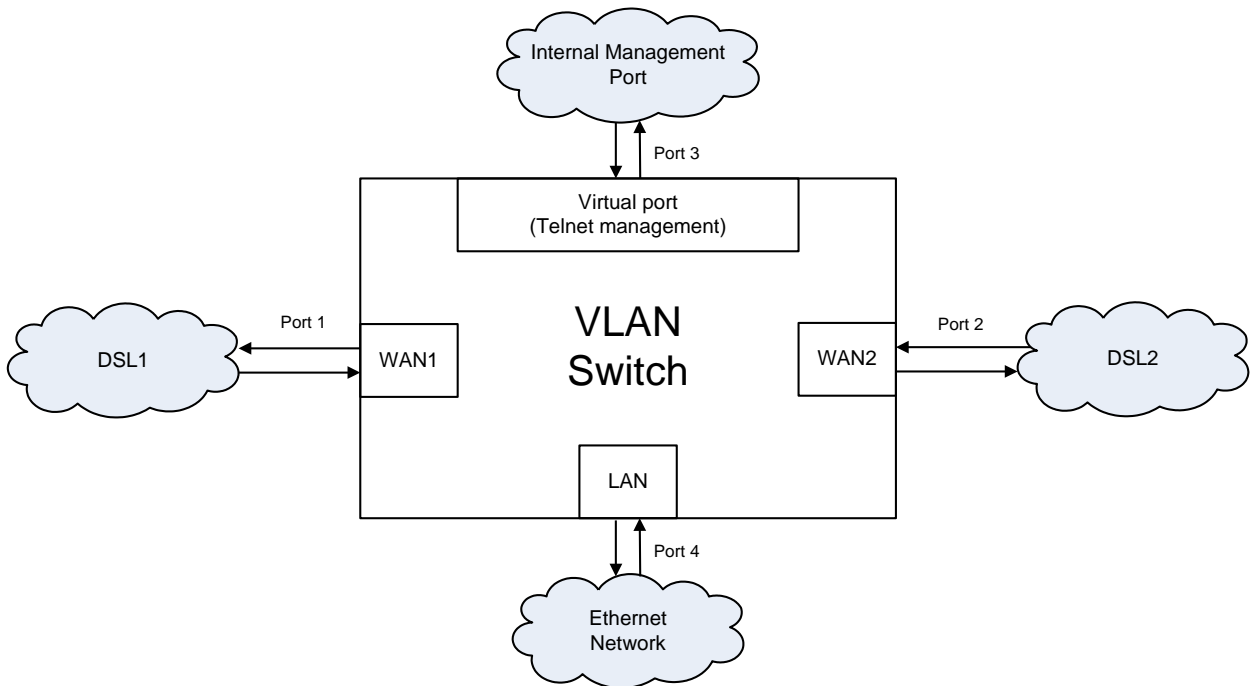 Internal Management
Port
Port 3
Virtual port
(Telnet management)
Port 1
VLAN
Switch
Port 2
DSL1
WAN1
WAN2
DSL2
LAN
Port 4
Ethernet
Network